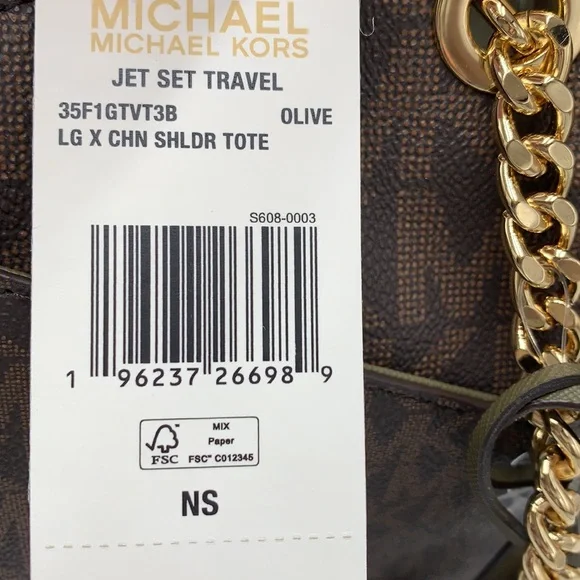 MICHAEL
MICHAEL KORS
JET SET TRAVEL
35F1GTVT3B OLIVE
LG X CHN SHLDR TOTE
S608-0003
1 96237 26698 9
FSC
MIX
Paper
FSC® C012345
NS